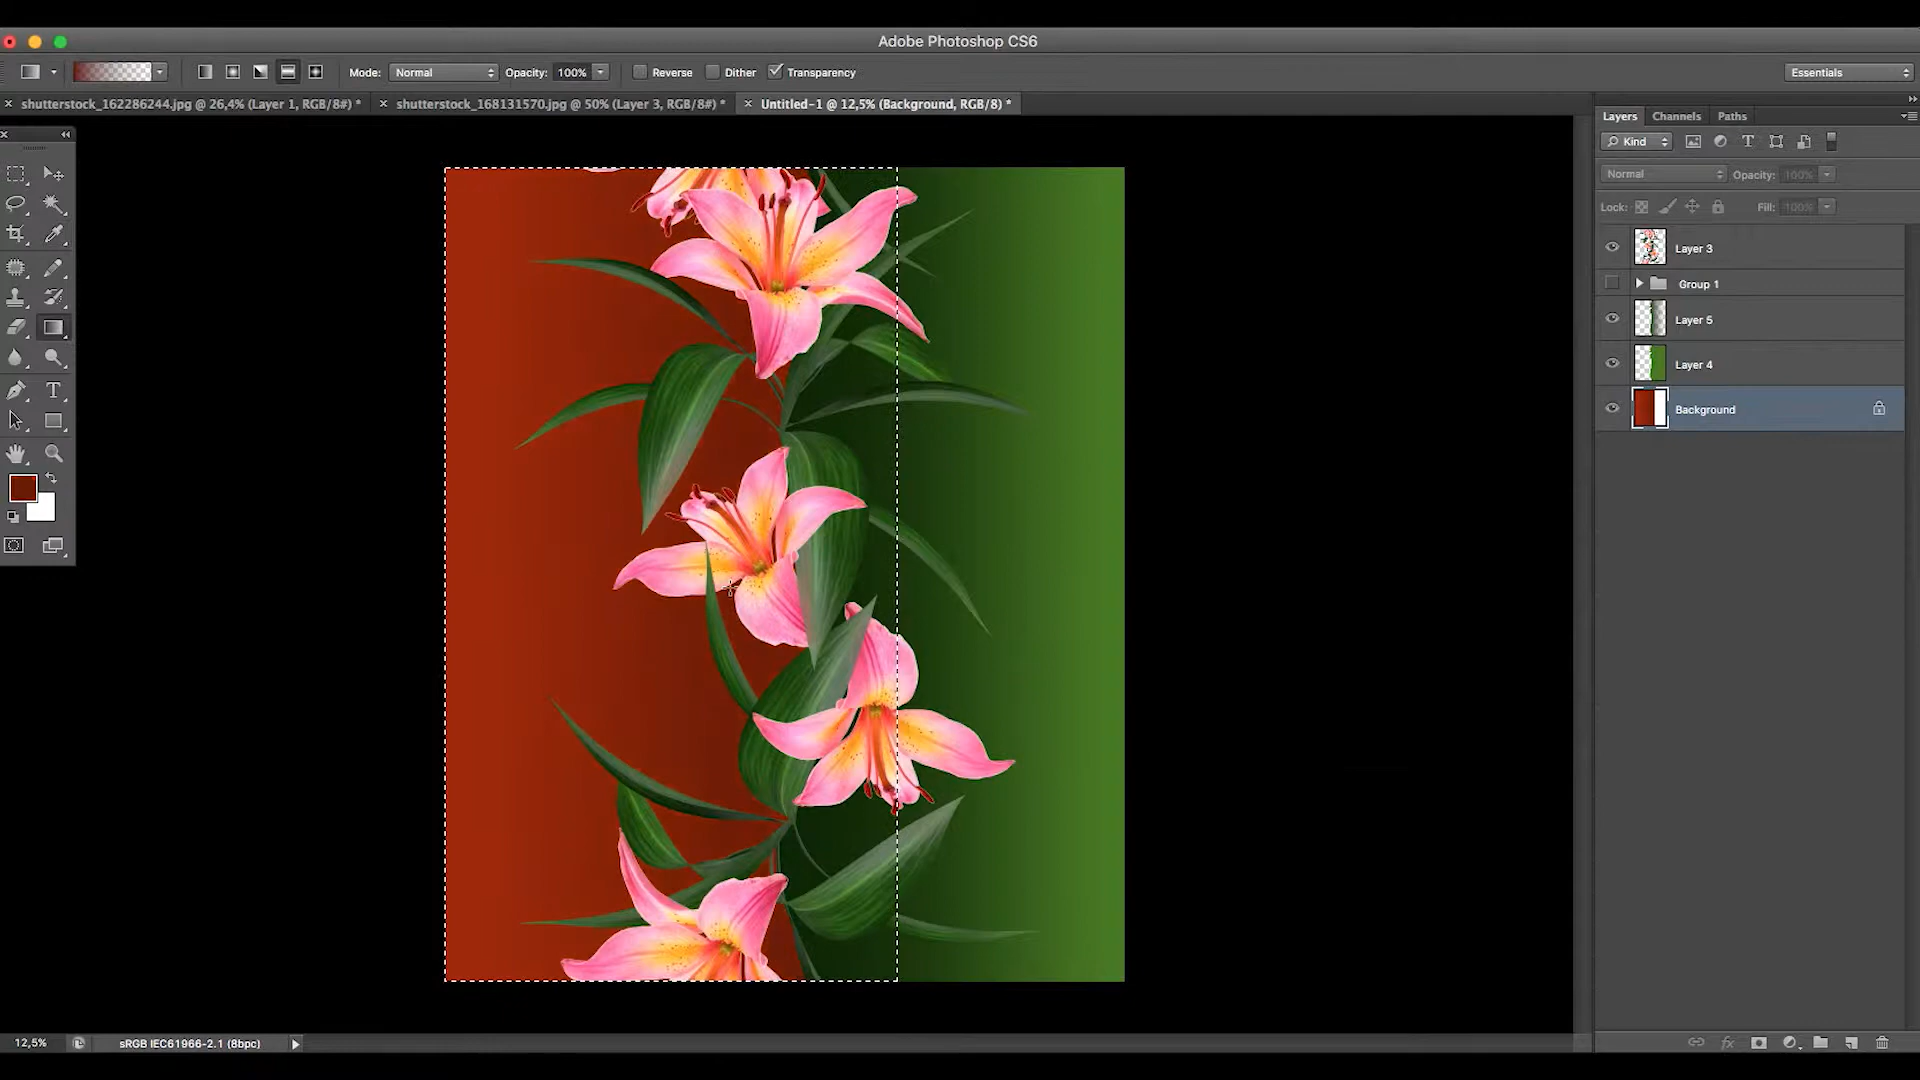 Adobe Photoshop CS6
Mode: Normal Opacity: 100% Reverse Dither Transparency Essentials
shutterstock_162286244.jpg @ 26,4% (Layer 1, RGB/8#) * shutterstock_168131570.jpg @ 50% (Layer 3, RGB/8#) * Untitled-1 @ 12,5% (Background, RGB/8) *
Layers Channels Paths
Kind
Normal Opacity: 100%
Lock: Fill: 100%
Layer 3
Group 1
Layer 5
Layer 4
Background
12,5% sRGB IEC61966-2.1 (8bpc)